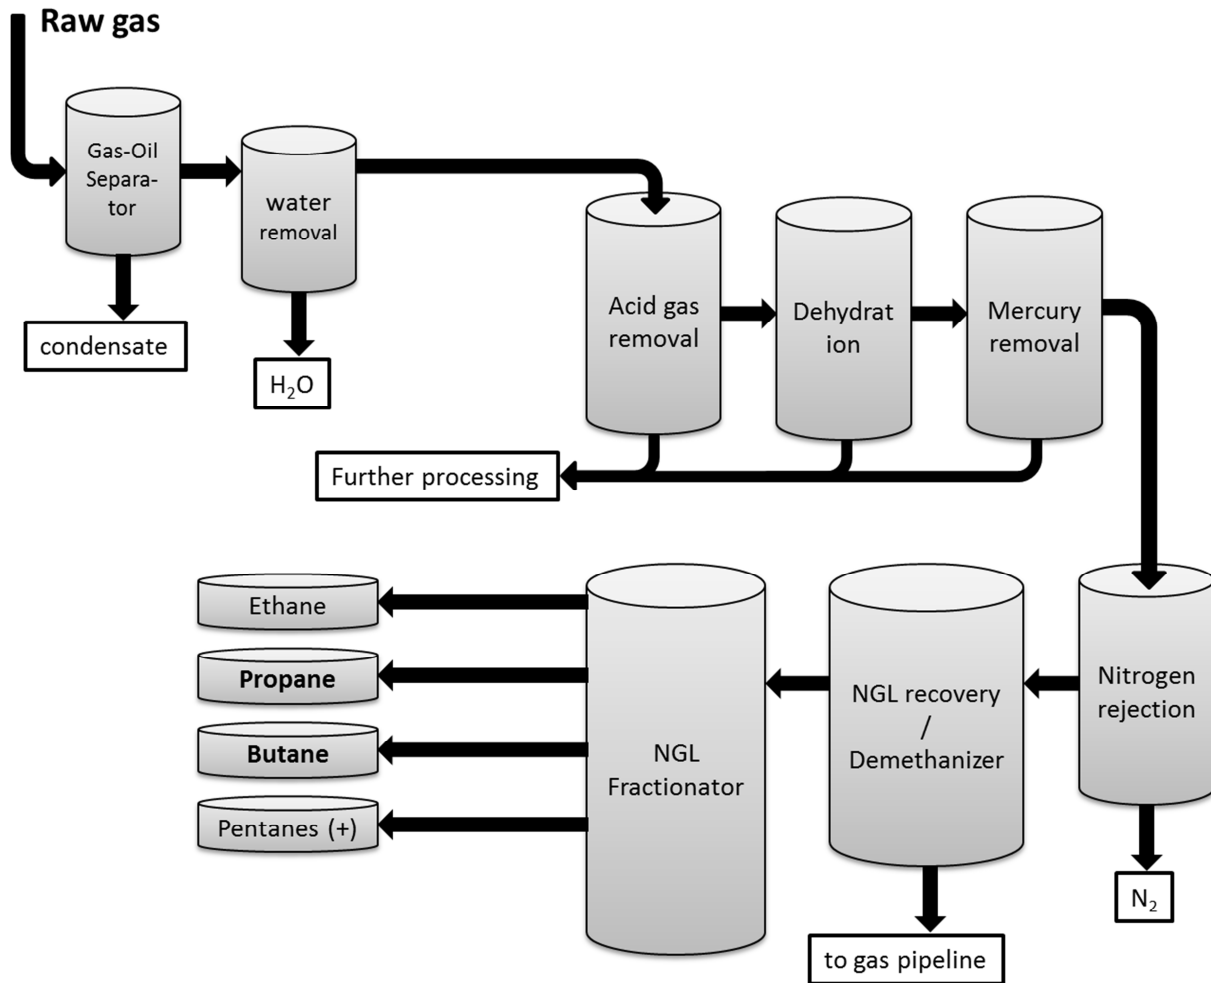 Raw gas
Gas-Oil
Separa-
tor
water
removal
condensate
H₂O
Acid gas
removal
Dehydrat
ion
Mercury
removal
Further processing
Ethane
Propane
Butane
Pentanes (+)
NGL
Fractionator
NGL recovery
/
Demethanizer
Nitrogen
rejection
N₂
to gas pipeline